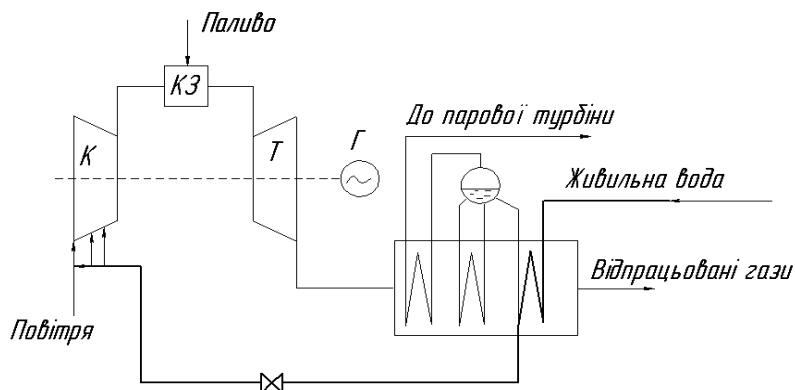 Паливо
КЗ
До парової турбіни
К
Т
Г
Живильна вода
Відпрацьовані гази
Повітря